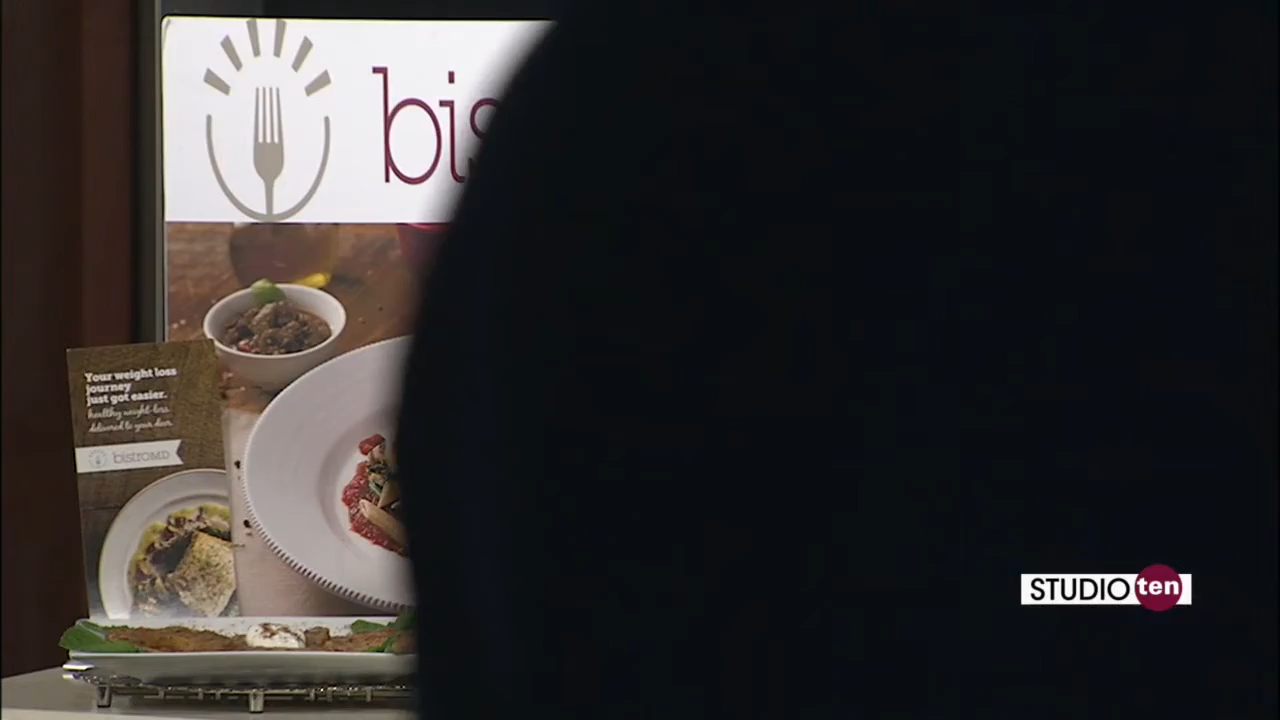 bis
Your weight loss
journey
just got easier.
healthy weight-loss,
delivered to your door.
bistroMD
STUDIO ten